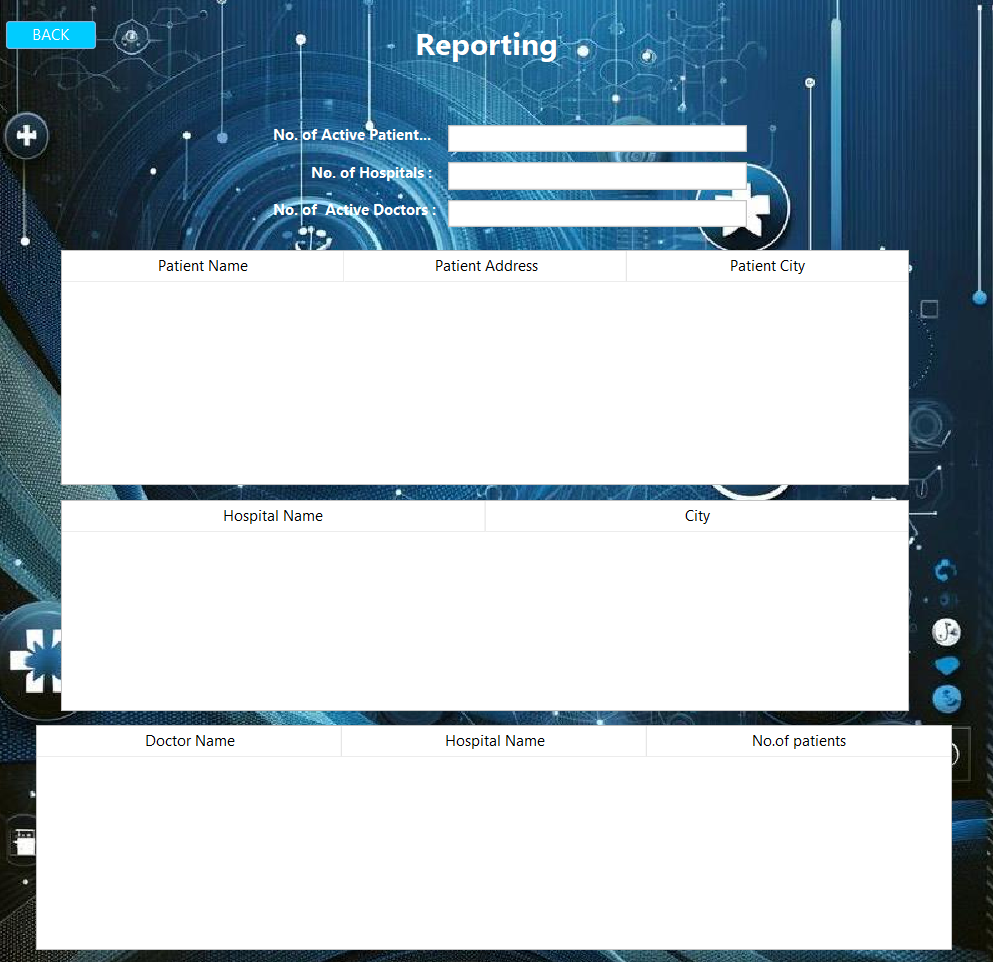 BACK
Reporting
No. of Active Patient...
No. of Hospitals :
No. of  Active Doctors :
Patient Name Patient Address Patient City
Hospital Name City
Doctor Name Hospital Name No.of patients